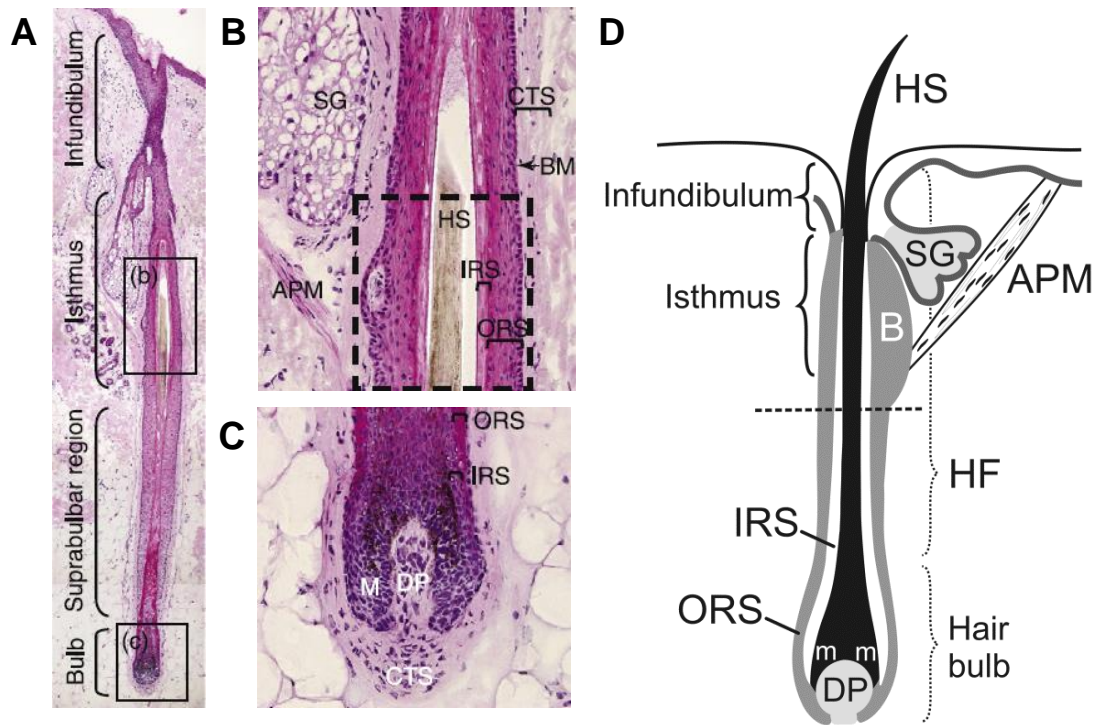 A
Infundibulum
Isthmus
(b)
Suprabulbar region
Bulb
(c)
B
SG
CTS
BM
HS
IRS
APM
ORS
C
ORS
IRS
M
DP
CTS
D
HS
Infundibulum
SG
APM
Isthmus
B
HF
IRS
ORS
Hair
bulb
m
m
DP